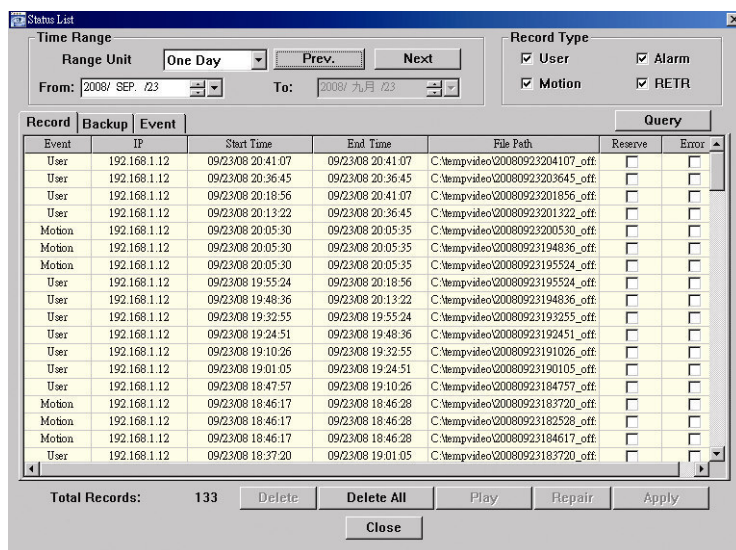 Status List
Time Range
Record Type
Range Unit One Day Prev. Next
User Alarm
From: 2008/ SEP. /23 To: 2008/ 九月 /23
Motion RETR
Record Backup Event Query
Event IP Start Time End Time File Path Reserve Error
User 192.168.1.12 09/23/08 20:41:07 09/23/08 20:41:07 C:\tempvideo\20080923204107_off:
User 192.168.1.12 09/23/08 20:36:45 09/23/08 20:36:45 C:\tempvideo\20080923203645_off:
User 192.168.1.12 09/23/08 20:18:56 09/23/08 20:41:07 C:\tempvideo\20080923201856_off:
User 192.168.1.12 09/23/08 20:13:22 09/23/08 20:36:45 C:\tempvideo\20080923201322_off:
Motion 192.168.1.12 09/23/08 20:05:30 09/23/08 20:05:35 C:\tempvideo\20080923200530_off:
Motion 192.168.1.12 09/23/08 20:05:30 09/23/08 20:05:35 C:\tempvideo\20080923194836_off:
Motion 192.168.1.12 09/23/08 20:05:30 09/23/08 20:05:35 C:\tempvideo\20080923195524_off:
User 192.168.1.12 09/23/08 19:55:24 09/23/08 20:18:56 C:\tempvideo\20080923195524_off:
User 192.168.1.12 09/23/08 19:48:36 09/23/08 20:13:22 C:\tempvideo\20080923194836_off:
User 192.168.1.12 09/23/08 19:32:55 09/23/08 19:55:24 C:\tempvideo\20080923193255_off:
User 192.168.1.12 09/23/08 19:24:51 09/23/08 19:48:36 C:\tempvideo\20080923192451_off:
User 192.168.1.12 09/23/08 19:10:26 09/23/08 19:32:55 C:\tempvideo\20080923191026_off:
User 192.168.1.12 09/23/08 19:01:05 09/23/08 19:24:51 C:\tempvideo\20080923190105_off:
User 192.168.1.12 09/23/08 18:47:57 09/23/08 19:10:26 C:\tempvideo\20080923184757_off:
Motion 192.168.1.12 09/23/08 18:46:17 09/23/08 18:46:28 C:\tempvideo\20080923183720_off:
Motion 192.168.1.12 09/23/08 18:46:17 09/23/08 18:46:28 C:\tempvideo\20080923182528_off:
Motion 192.168.1.12 09/23/08 18:46:17 09/23/08 18:46:28 C:\tempvideo\20080923184617_off:
User 192.168.1.12 09/23/08 18:37:20 09/23/08 19:01:05 C:\tempvideo\20080923183720_off:
Total Records: 133 Delete Delete All Play Repair Apply
Close